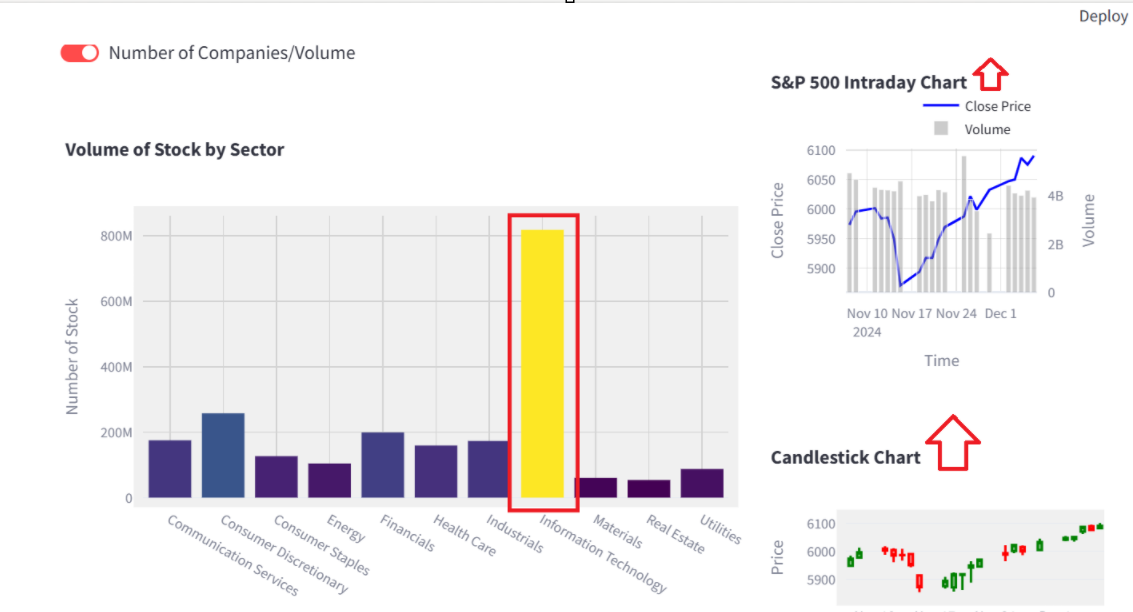 Deploy
Number of Companies/Volume
Volume of Stock by Sector
Number of Stock
800M
600M
400M
200M
0
Communication Services
Consumer Discretionary
Consumer Staples
Energy
Financials
Health Care
Industrials
Information Technology
Materials
Real Estate
Utilities
S&P 500 Intraday Chart
Close Price
Volume
Close Price
6100
6050
6000
5950
5900
4B
2B
0
Volume
Nov 10 Nov 17 Nov 24 Dec 1
2024
Time
Candlestick Chart
Price
6100
6000
5900